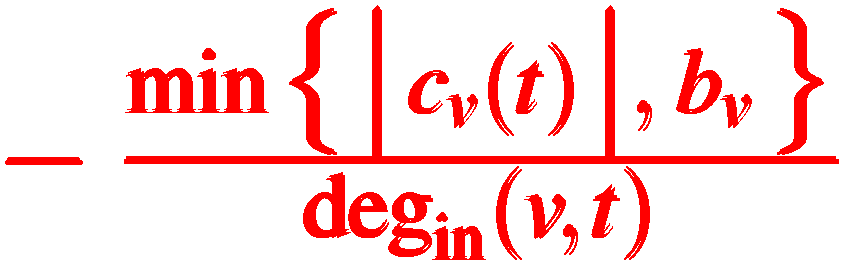 − min { | c_v(t) | , b_v }
deg_in(v,t)